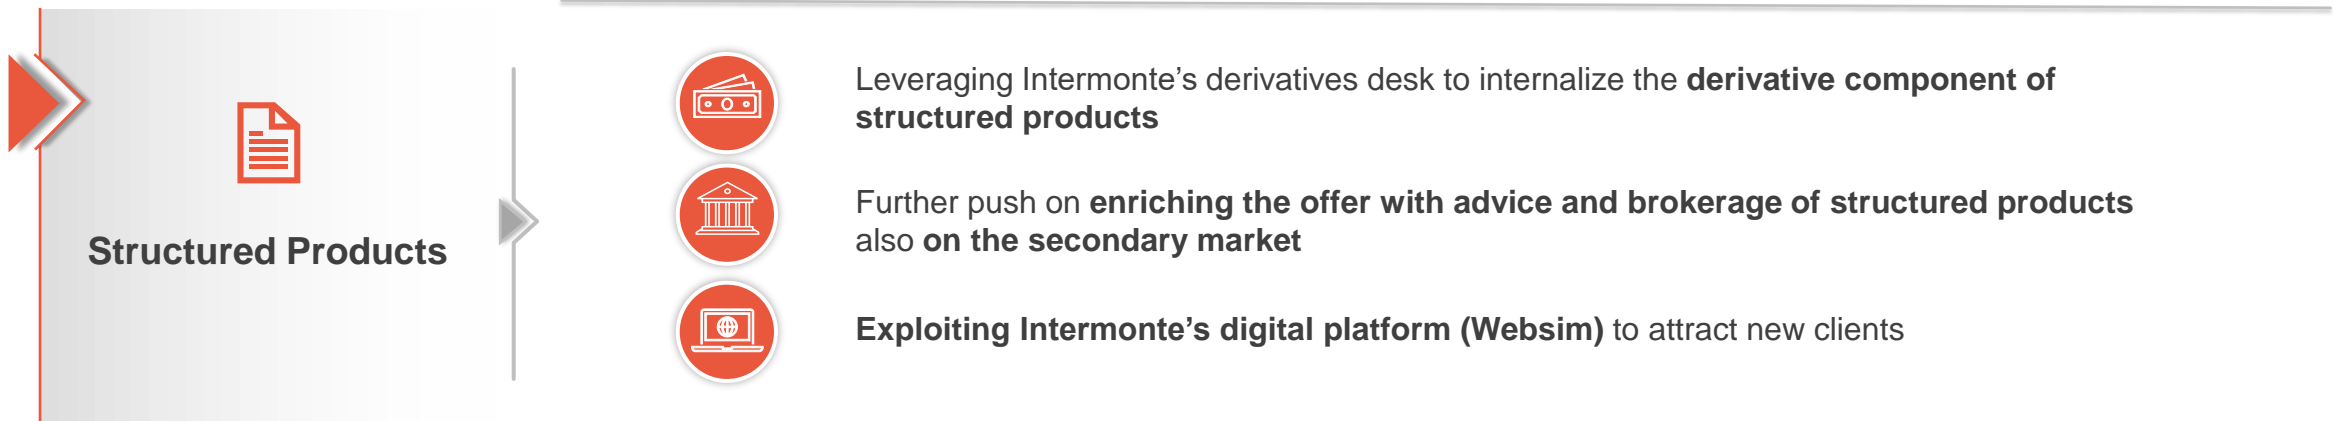 Structured Products
Leveraging Intermonte’s derivatives desk to internalize the derivative component of
structured products
Further push on enriching the offer with advice and brokerage of structured products
also on the secondary market
Exploiting Intermonte’s digital platform (Websim) to attract new clients